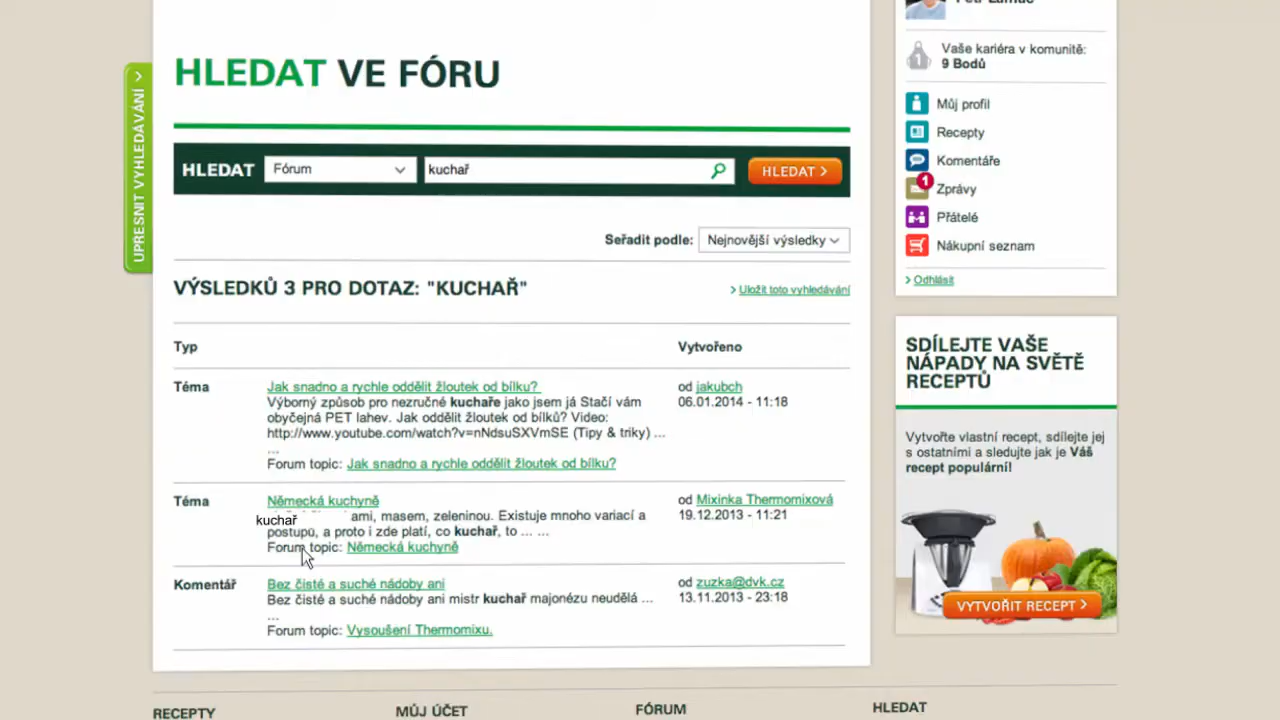 Vaše kariéra v komunitě:
9 Bodů
Můj profil
Recepty
Komentáře
1
Zprávy
Přátelé
Nákupní seznam
> Odhlásit
UPŘESNIT VYHLEDÁVÁNÍ >
HLEDAT VE FÓRU
HLEDAT Fórum kuchař HLEDAT >
Seřadit podle: Nejnovější výsledky
VÝSLEDKŮ 3 PRO DOTAZ: "KUCHAŘ" > Uložit toto vyhledávání
Typ Vytvořeno
Téma Jak snadno a rychle oddělit žloutek od bílku? od jakubch
Výborný způsob pro nezručné kuchaře jako jsem já Stačí vám 06.01.2014 - 11:18
obyčejná PET lahev. Jak oddělit žloutek od bílků? Video:
http://www.youtube.com/watch?v=nNdsuSXVmSE (Tipy & triky) ...
...
Forum topic: Jak snadno a rychle oddělit žloutek od bílku?
Téma Německá kuchyně od Mixinka Thermomixová
kuchař ami, masem, zeleninou. Existuje mnoho variací a 19.12.2013 - 11:21
postupů, a proto i zde platí, co kuchař, to ... ...
Forum topic: Německá kuchyně
Komentář Bez čisté a suché nádoby ani od zuzka@dvk.cz
Bez čisté a suché nádoby ani mistr kuchař majonézu neudělá ... 13.11.2013 - 23:18
...
Forum topic: Vysoušení Thermomixu.
SDÍLEJTE VAŠE
NÁPADY NA SVĚTĚ
RECEPTŮ
Vytvořte vlastní recept, sdílejte jej
s ostatními a sledujte jak je Váš
recept populární!
VYTVOŘIT RECEPT >
RECEPTY MŮJ ÚČET FÓRUM HLEDAT